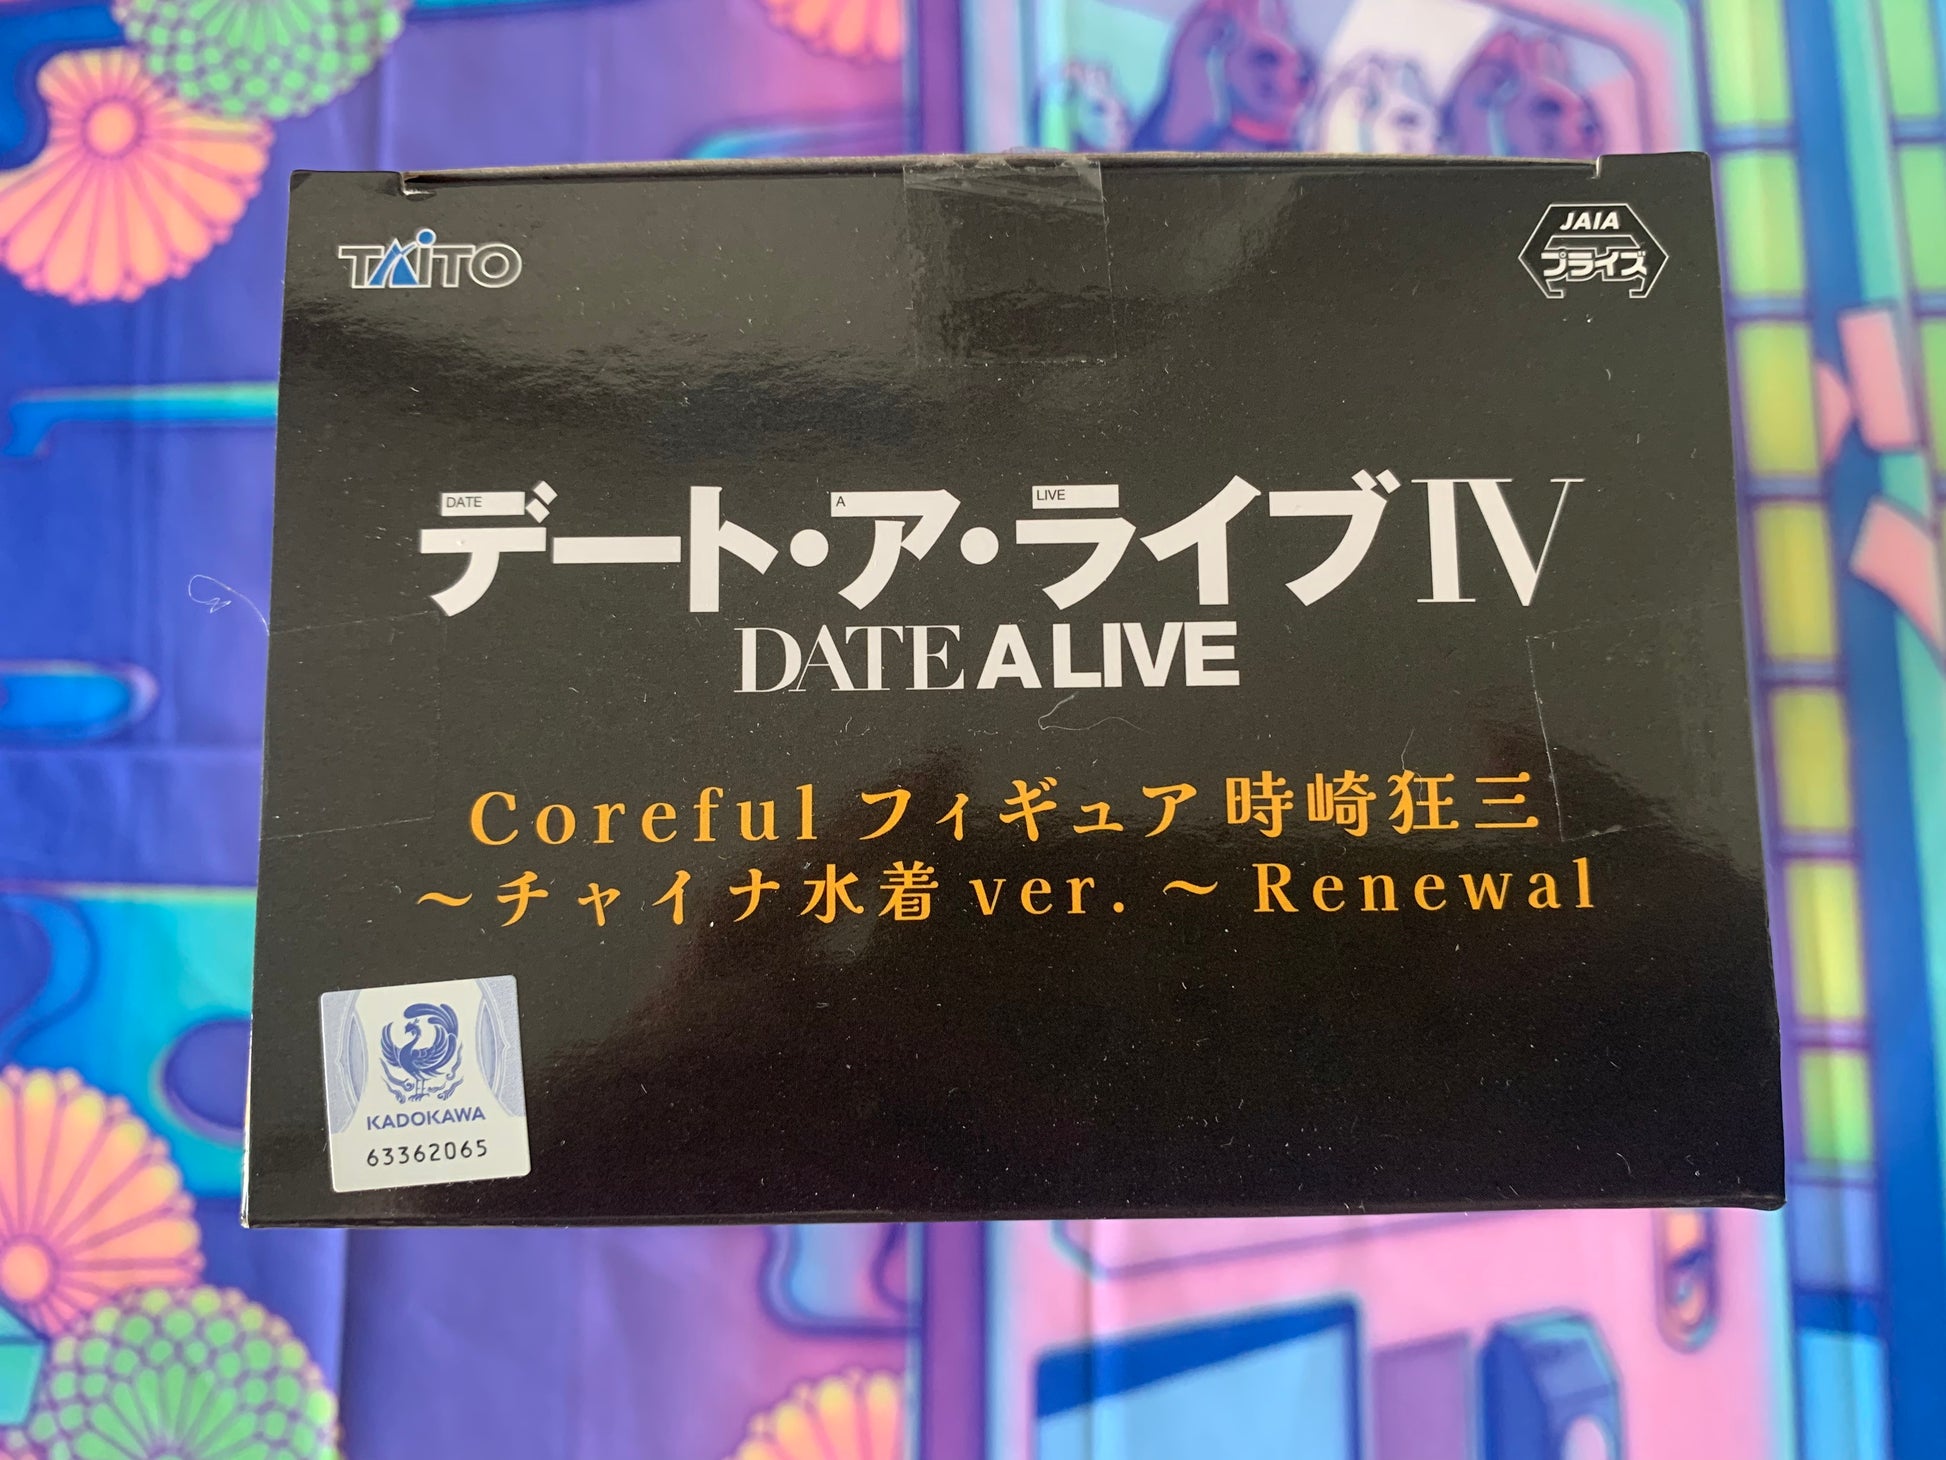 TAITO
JAIA
プライズ
DATE A LIVE
デート・ア・ライブIV
DATE A LIVE
Coreful フィギュア 時崎狂三
～チャイナ水着 ver.～ Renewal
KADOKAWA
63362065